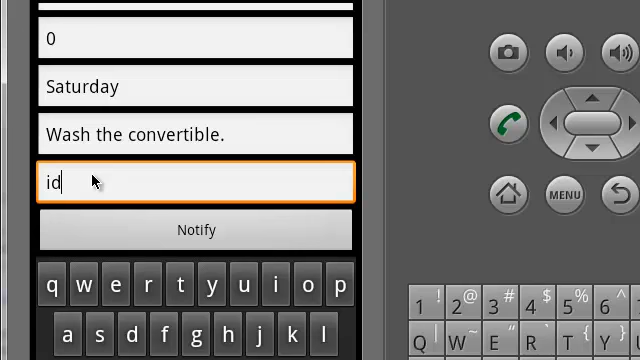 0
Saturday
Wash the convertible.
id
Notify
q w e r t y u i o p
a s d f g h j k l
MENU
1 ! 2 @ 3 # 4 $ 5 % 6 ^
Q | W ~ E " R ` T { Y }